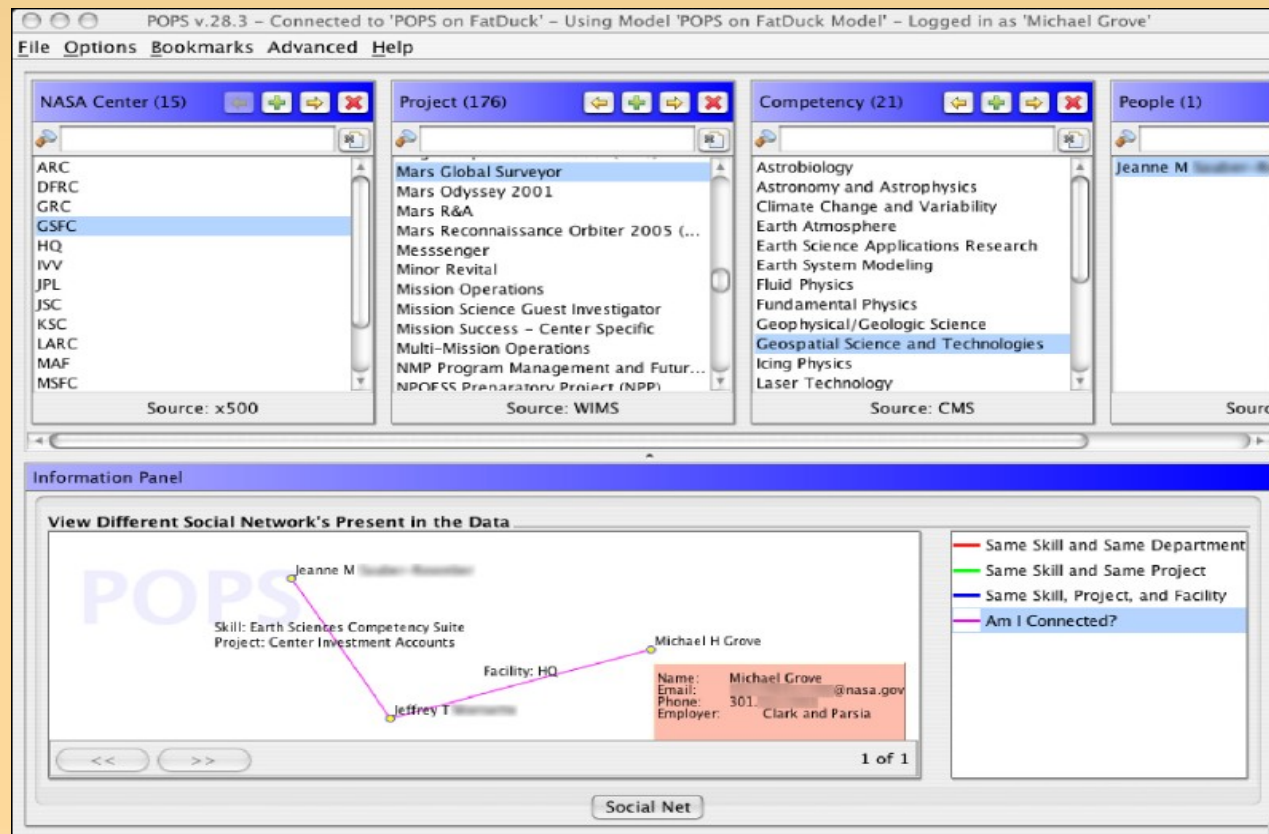 POPS v.28.3 – Connected to 'POPS on FatDuck' – Using Model 'POPS on FatDuck Model' – Logged in as 'Michael Grove'
File Options Bookmarks Advanced Help
NASA Center (15)
ARC
DFRC
GRC
GSFC
HQ
IVV
JPL
JSC
KSC
LARC
MAF
MSFC
Source: x500
Project (176)
Mars Global Surveyor
Mars Odyssey 2001
Mars R&A
Mars Reconnaissance Orbiter 2005 (...
Messsenger
Minor Revital
Mission Operations
Mission Science Guest Investigator
Mission Success – Center Specific
Multi-Mission Operations
NMP Program Management and Futur...
NPOESS Preparatory Project (NPP)
Source: WIMS
Competency (21)
Astrobiology
Astronomy and Astrophysics
Climate Change and Variability
Earth Atmosphere
Earth Science Applications Research
Earth System Modeling
Fluid Physics
Fundamental Physics
Geophysical/Geologic Science
Geospatial Science and Technologies
Icing Physics
Laser Technology
Source: CMS
People (1)
Jeanne M
Sourc
Information Panel
View Different Social Network's Present in the Data
POPS
Jeanne M
Skill: Earth Sciences Competency Suite
Project: Center Investment Accounts
Facility: HQ
Jeffrey T
Michael H Grove
Name: Michael Grove
Email: @nasa.gov
Phone: 301.
Employer: Clark and Parsia
<< >> 1 of 1
Same Skill and Same Department
Same Skill and Same Project
Same Skill, Project, and Facility
Am I Connected?
Social Net